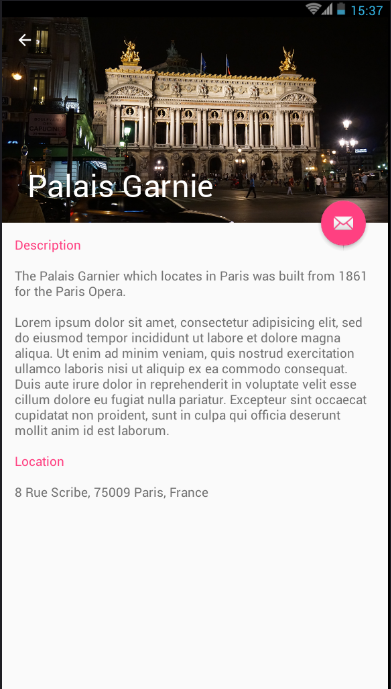 15:37
Palais Garnie
Description
The Palais Garnier which locates in Paris was built from 1861
for the Paris Opera.
Lorem ipsum dolor sit amet, consectetur adipisicing elit, sed
do eiusmod tempor incididunt ut labore et dolore magna
aliqua. Ut enim ad minim veniam, quis nostrud exercitation
ullamco laboris nisi ut aliquip ex ea commodo consequat.
Duis aute irure dolor in reprehenderit in voluptate velit esse
cillum dolore eu fugiat nulla pariatur. Excepteur sint occaecat
cupidatat non proident, sunt in culpa qui officia deserunt
mollit anim id est laborum.
Location
8 Rue Scribe, 75009 Paris, France